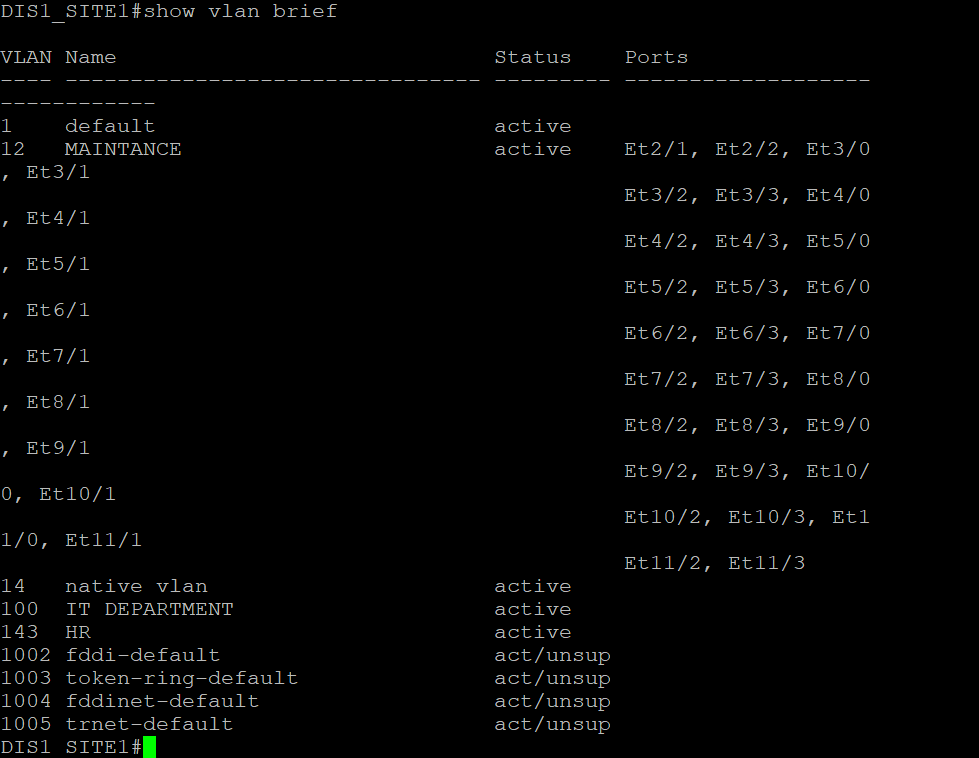 DIS1_SITE1#show vlan brief
VLAN Name                             Status    Ports
---- -------------------------------- --------- -------------------
------------
1    default                          active
12   MAINTANCE                        active    Et2/1, Et2/2, Et3/0
, Et3/1
                                                Et3/2, Et3/3, Et4/0
, Et4/1
                                                Et4/2, Et4/3, Et5/0
, Et5/1
                                                Et5/2, Et5/3, Et6/0
, Et6/1
                                                Et6/2, Et6/3, Et7/0
, Et7/1
                                                Et7/2, Et7/3, Et8/0
, Et8/1
                                                Et8/2, Et8/3, Et9/0
, Et9/1
                                                Et9/2, Et9/3, Et10/
0, Et10/1
                                                Et10/2, Et10/3, Et1
1/0, Et11/1
                                                Et11/2, Et11/3
14   native vlan                      active
100  IT DEPARTMENT                    active
143  HR                               active
1002 fddi-default                     act/unsup
1003 token-ring-default               act/unsup
1004 fddinet-default                  act/unsup
1005 trnet-default                    act/unsup
DIS1_SITE1#